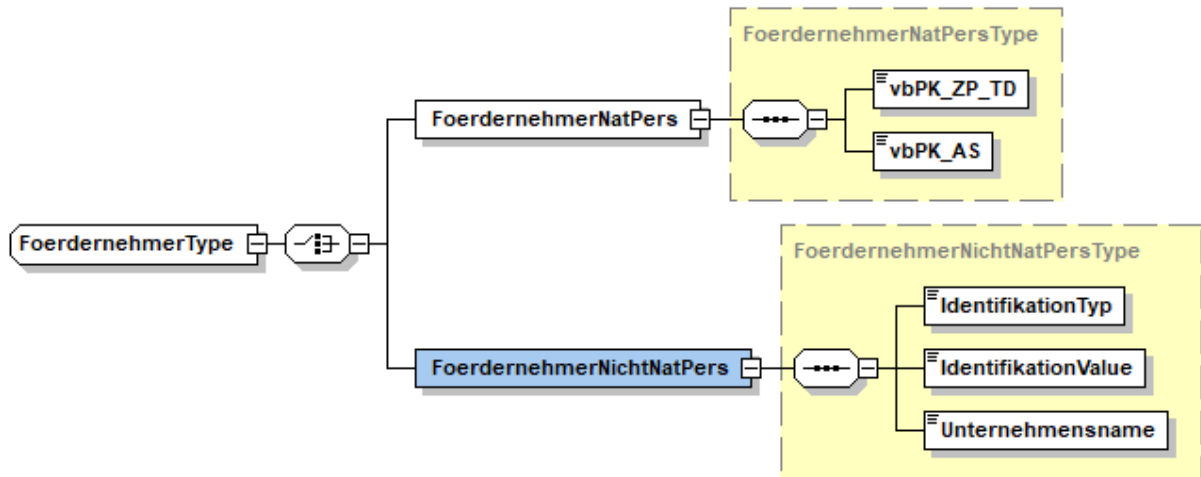 FoerdernehmerNatPersType
vbPK_ZP_TD
FoerdernehmerNatPers
vbPK_AS
FoerdernehmerType
FoerdernehmerNichtNatPersType
IdentifikationTyp
FoerdernehmerNichtNatPers
IdentifikationValue
Unternehmensname